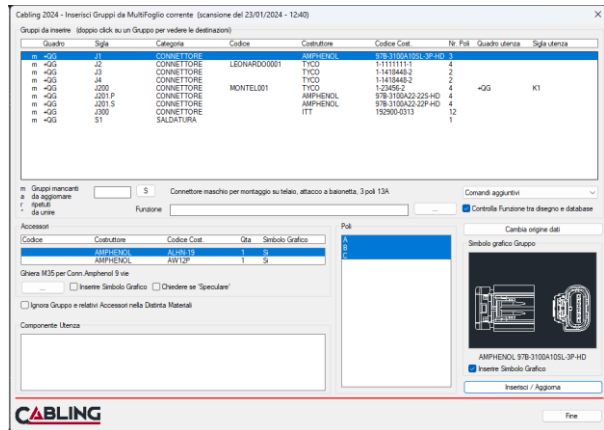 Cabling 2024 - Inserisci Gruppi da MultiFoglio corrente (scansione del 23/01/2024 - 12:40)
Gruppi da inserire (doppio click su un Gruppo per vedere le destinazioni)
Quadro Sigla Categoria Codice Costruttore Codice Cost. Nr. Poli Quadro utenza Sigla utenza
m +QG J1 CONNETTORE AMPHENOL 97B-3100A10SL-3P-HD 3
m +QG J2 CONNETTORE LEONARDO0001 TYCO 1-1111111-1 4
m +QG J3 CONNETTORE TYCO 1-1418448-2 2
m +QG J4 CONNETTORE TYCO 1-1418448-2 2
m +QG J200 CONNETTORE MONTEL001 TYCO 1-23456-2 4 +QG K1
m +QG J201.P CONNETTORE AMPHENOL 97B-3100A22-22S-HD 4
m +QG J201.S CONNETTORE AMPHENOL 97B-3100A22-22P-HD 4
m +QG J300 CONNETTORE ITT 192900-0313 12
m +QG S1 SALDATURA 1
m Gruppi mancanti
a da aggiornare
r ripetuti
* da unire
S
Connettore maschio per montaggio su telaio, attacco a baionetta, 3 poli 13A
Comandi aggiuntivi
Funzione
...
Controlla Funzione tra disegno e database
Accessori
Codice Costruttore Codice Cost. Qta Simbolo Grafico
AMPHENOL ALHN-19 1 Si
AMPHENOL AW12P 1 Si
Ghiera M35 per Conn.Amphenol 9 vie
... Inserire Simbolo Grafico Chiedere se 'Speculare'
Ignora Gruppo e relativi Accessori nella Distinta Materiali
Componente Utenza
Poli
A
B
C
Cambia origine dati
Simbolo grafico Gruppo
AMPHENOL 97B-3100A10SL-3P-HD
Inserire Simbolo Grafico
Inserisci / Aggiorna
CABLING
Fine